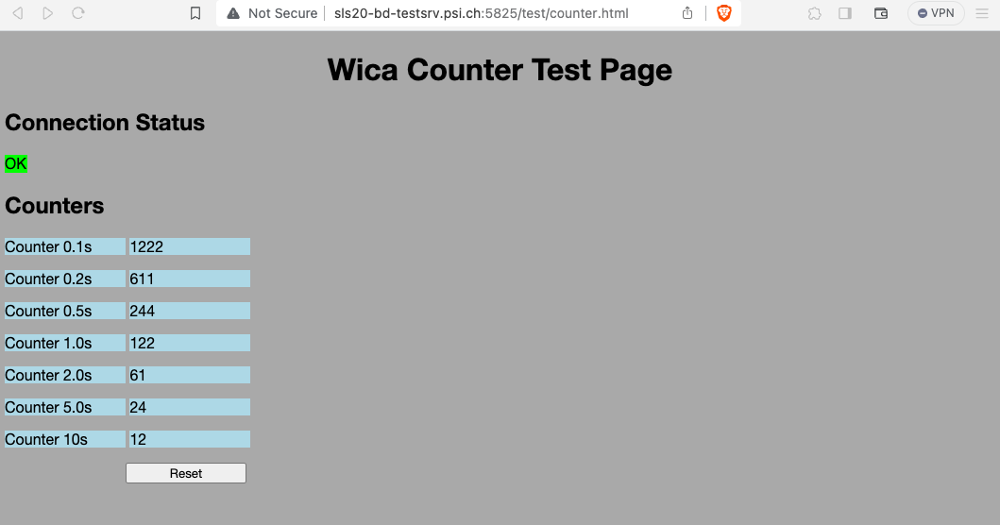 Not Secure sls20-bd-testsrv.psi.ch:5825/test/counter.html VPN
Wica Counter Test Page
Connection Status
OK
Counters
Counter 0.1s 1222
Counter 0.2s 611
Counter 0.5s 244
Counter 1.0s 122
Counter 2.0s 61
Counter 5.0s 24
Counter 10s 12
Reset